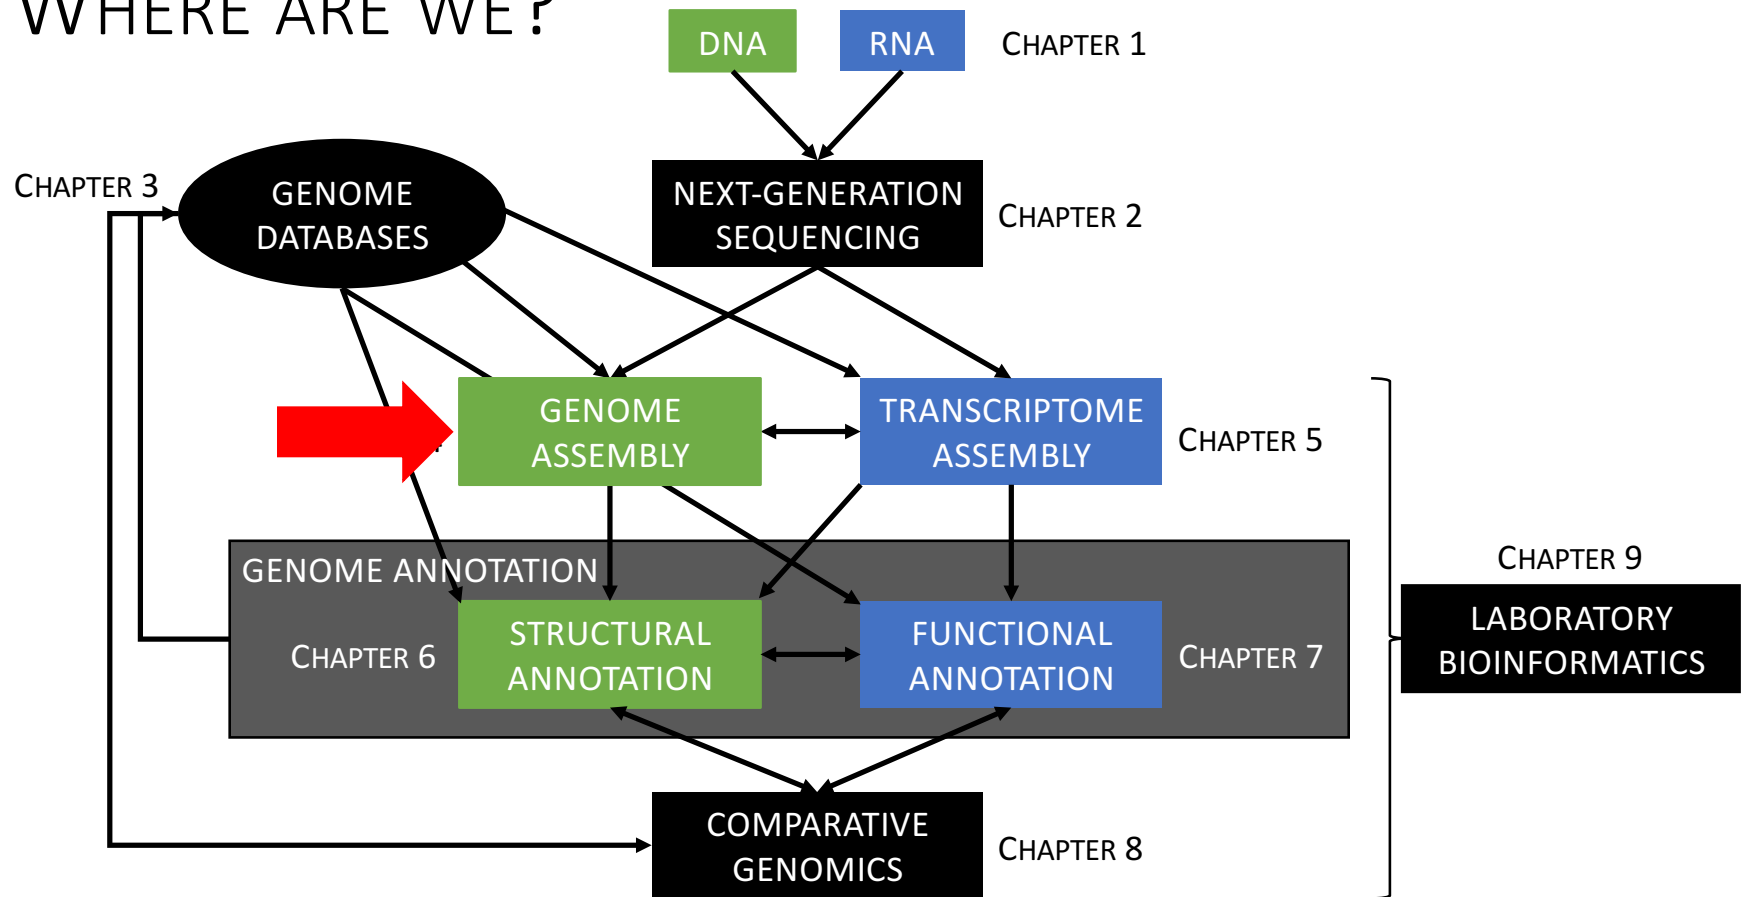 WHERE ARE WE?
DNA
RNA
CHAPTER 1
CHAPTER 3
GENOME
DATABASES
NEXT-GENERATION
SEQUENCING
CHAPTER 2
GENOME
ASSEMBLY
TRANSCRIPTOME
ASSEMBLY
CHAPTER 5
GENOME ANNOTATION
CHAPTER 6
STRUCTURAL
ANNOTATION
FUNCTIONAL
ANNOTATION
CHAPTER 7
CHAPTER 9
LABORATORY
BIOINFORMATICS
COMPARATIVE
GENOMICS
CHAPTER 8